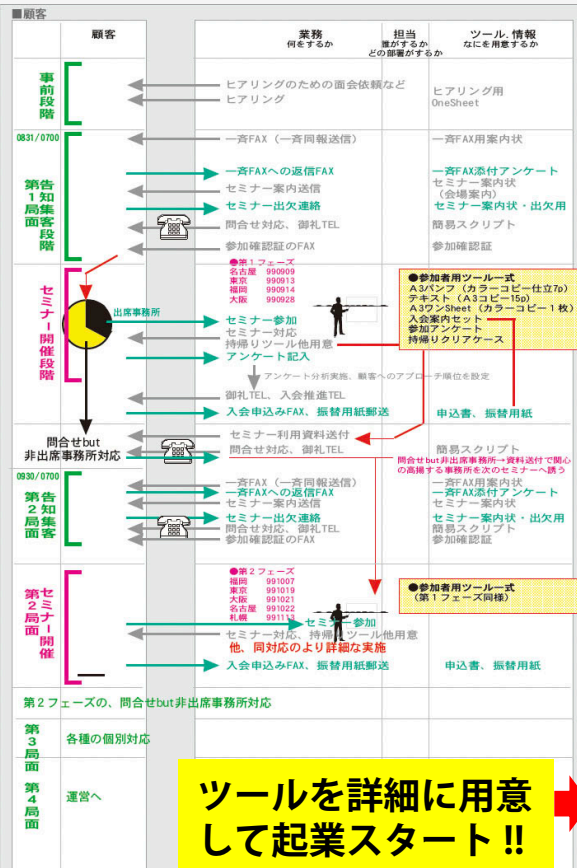 ■顧客
顧客
業務
何をするか
担当
誰がするか
どの部署がするか
ツール、情報
なにを用意するか
事前段階
ヒアリングのための面会依頼など
ヒアリング
ヒアリング用
OneSheet
0831/0700
第1局面
告知集客段階
一斉FAX（一斉同報送信）
一斉FAX用案内状
一斉FAXへの返信FAX
一斉FAX添付アンケート
セミナー案内送信
セミナー案内状
（会場案内）
セミナー出欠連絡
セミナー案内状・出欠用
問合せ対応、御礼TEL
簡易スクリプト
参加確認証のFAX
参加確認証
セミナー開催段階
●第1フェーズ
名古屋 990909
東京 990913
福岡 990914
大阪 990928
出席事務所
セミナー参加
セミナー対応
持帰りツール他用意
アンケート記入
●参加者用ツール一式
A3パンフ（カラーコピー仕立7p）
テキスト（A3コピー15p）
A3ワンSheet（カラーコピー1枚）
入会案内セット
参加アンケート
持帰りクリアケース
アンケート分析実施、顧客へのアプローチ順位を設定
御礼TEL、入会推進TEL
入会申込みFAX、振替用紙郵送
申込書、振替用紙
問合せbut
非出席事務所対応
セミナー利用資料送付
問合せ対応、御礼TEL
簡易スクリプト
問合せbut非出席事務所→資料送付で関心
の高揚する事務所を次のセミナーへ誘う
0930/0700
第2局面
告知集客
一斉FAX（一斉同報送信）
一斉FAX用案内状
一斉FAXへの返信FAX
一斉FAX添付アンケート
セミナー案内送信
セミナー案内状
セミナー出欠連絡
セミナー案内状・出欠用
問合せ対応、御礼TEL
簡易スクリプト
参加確認証のFAX
参加確認証
第2局面
セミナー開催
●第2フェーズ
福岡 991007
東京 991019
大阪 991021
名古屋 991022
札幌
セミナー参加
セミナー対応、持帰りツール他用意
他、同対応のより詳細な実施
●参加者用ツール一式
（第1フェーズ同様）
入会申込みFAX、振替用紙郵送
申込書、振替用紙
第2フェーズの、問合せbut非出席事務所対応
第3局面
各種の個別対応
第4局面
運営へ
ツールを詳細に用意
して起業スタート!!